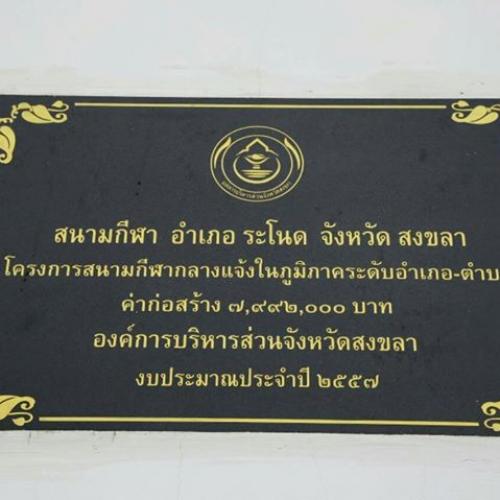 สนามกีฬา อำเภอ ระโนด จังหวัด สงขลา
โครงการสนามกีฬากลางแจ้งในภูมิภาคระดับอำเภอ-ตำบ
ค่าก่อสร้าง ๗,๙๙๒,๐๐๐ บาท
องค์การบริหารส่วนจังหวัดสงขลา
งบประมาณประจำปี ๒๕๕๗